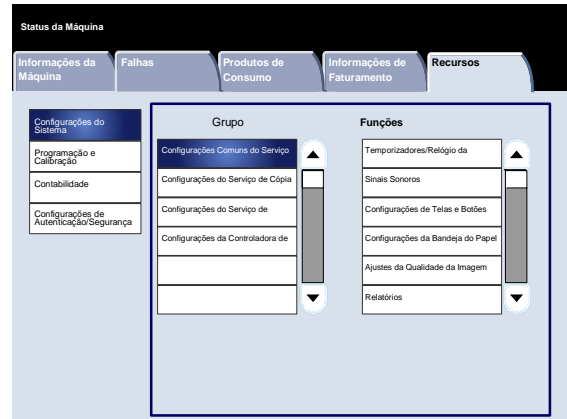 Status da Máquina
Informações da
Máquina
Falhas
Produtos de
Consumo
Informações de
Faturamento
Recursos
Configurações do
Sistema
Programação e
Calibração
Contabilidade
Configurações de
Autenticação/Segurança
Grupo
Configurações Comuns do Serviço
Configurações do Serviço de Cópia
Configurações do Serviço de
Configurações da Controladora de
Funções
Temporizadores/Relógio da
Sinais Sonoros
Configurações de Telas e Botões
Configurações da Bandeja do Papel
Ajustes da Qualidade da Imagem
Relatórios